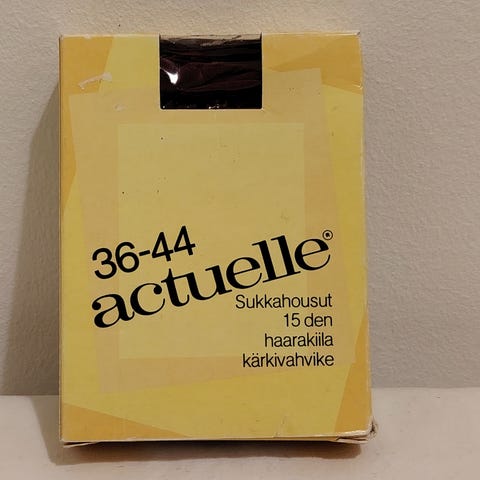 36-44
actuelle®
Sukkahousut
15 den
haarakiila
kärkivahvike